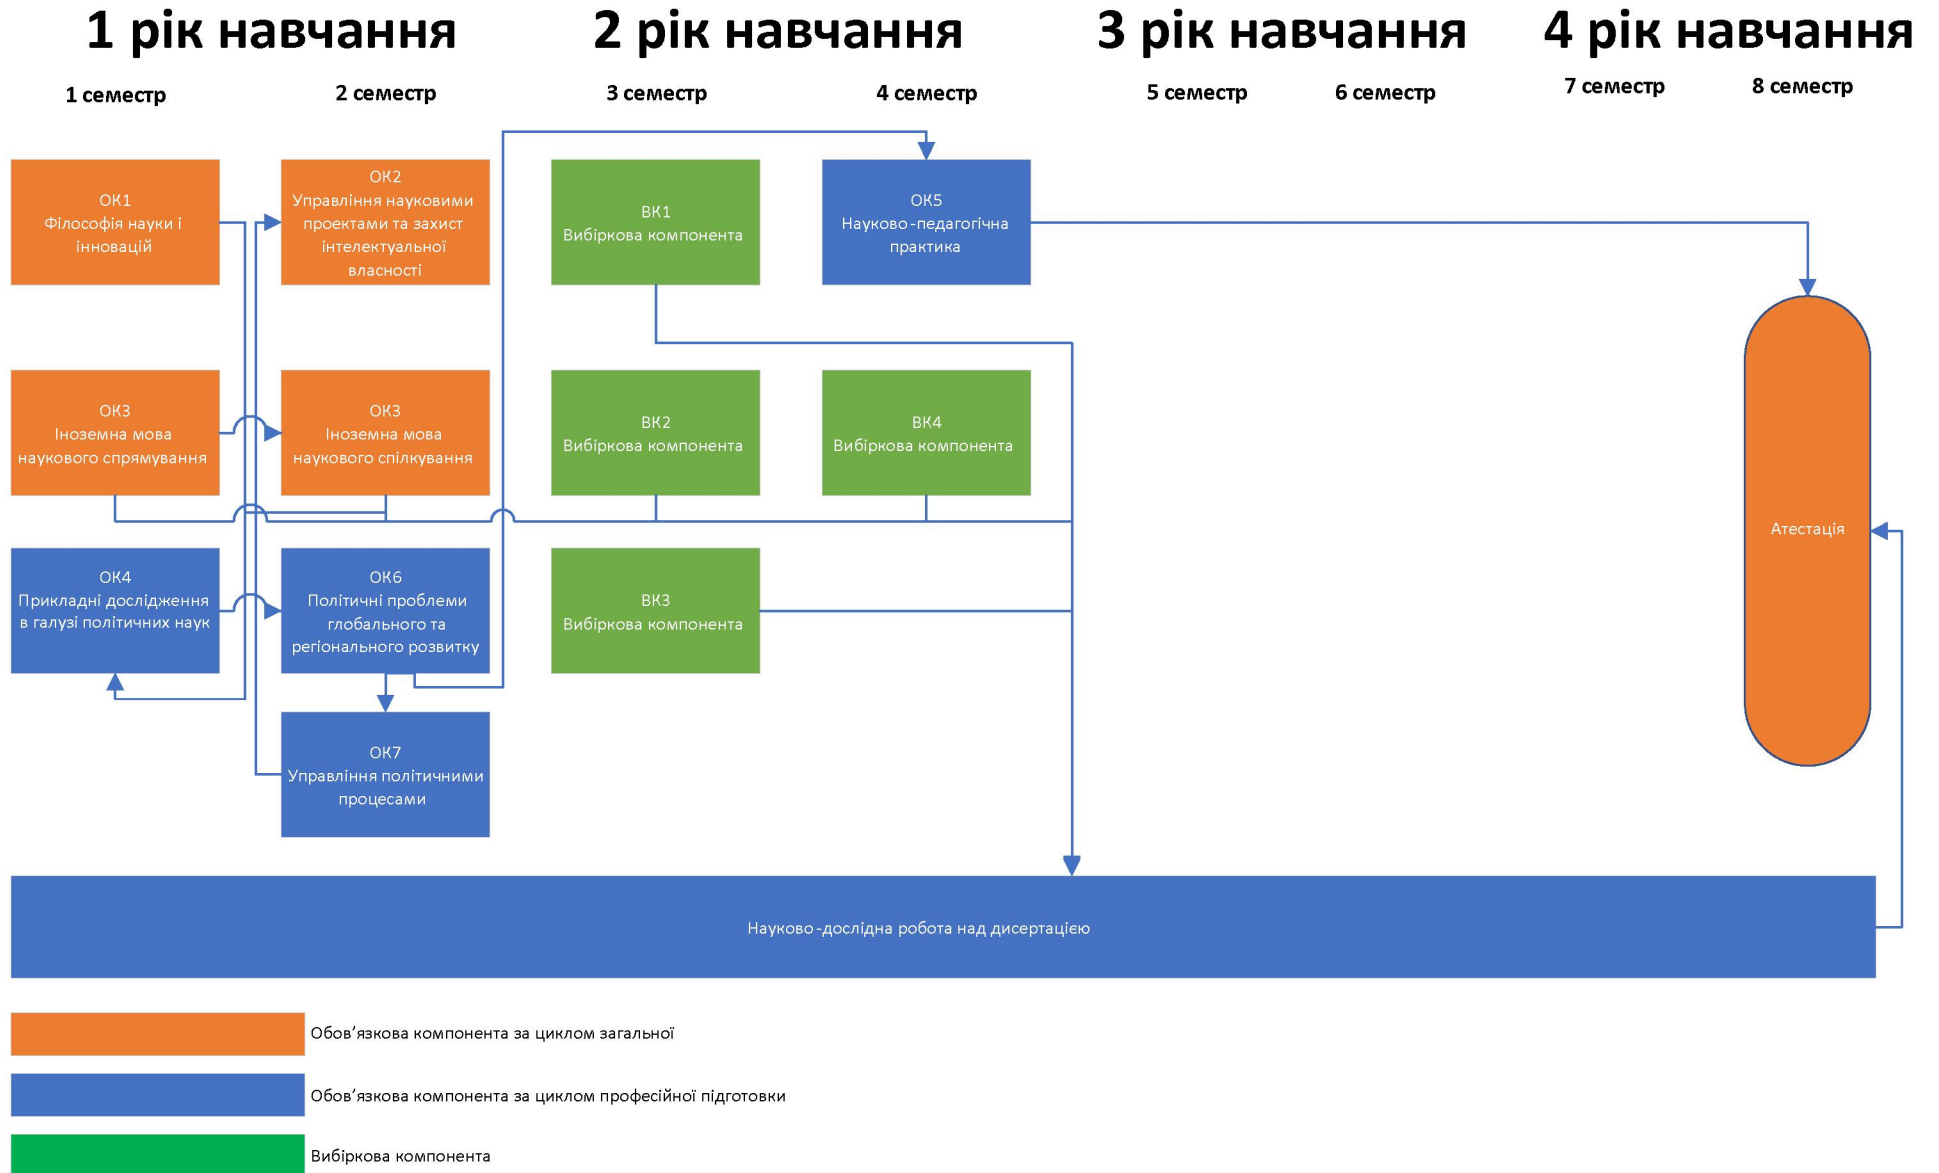 1 рік навчання
2 рік навчання
3 рік навчання
4 рік навчання
1 семестр
2 семестр
3 семестр
4 семестр
5 семестр
6 семестр
7 семестр
8 семестр
ОК1
Філософія науки і
інновацій
ОК2
Управління науковими
проектами та захист
інтелектуальної
власності
ВК1
Вибіркова компонента
ОК5
Науково-педагогічна
практика
ОК3
Іноземна мова
наукового спрямування
ОК3
Іноземна мова
наукового спілкування
ВК2
Вибіркова компонента
ВК4
Вибіркова компонента
Атестація
ОК4
Прикладні дослідження
в галузі політичних наук
ОК6
Політичні проблеми
глобального та
регіонального розвитку
ВК3
Вибіркова компонента
ОК7
Управління політичними
процесами
Науково-дослідна робота над дисертацією
Обов’язкова компонента за циклом загальної
Обов’язкова компонента за циклом професійної підготовки
Вибіркова компонента